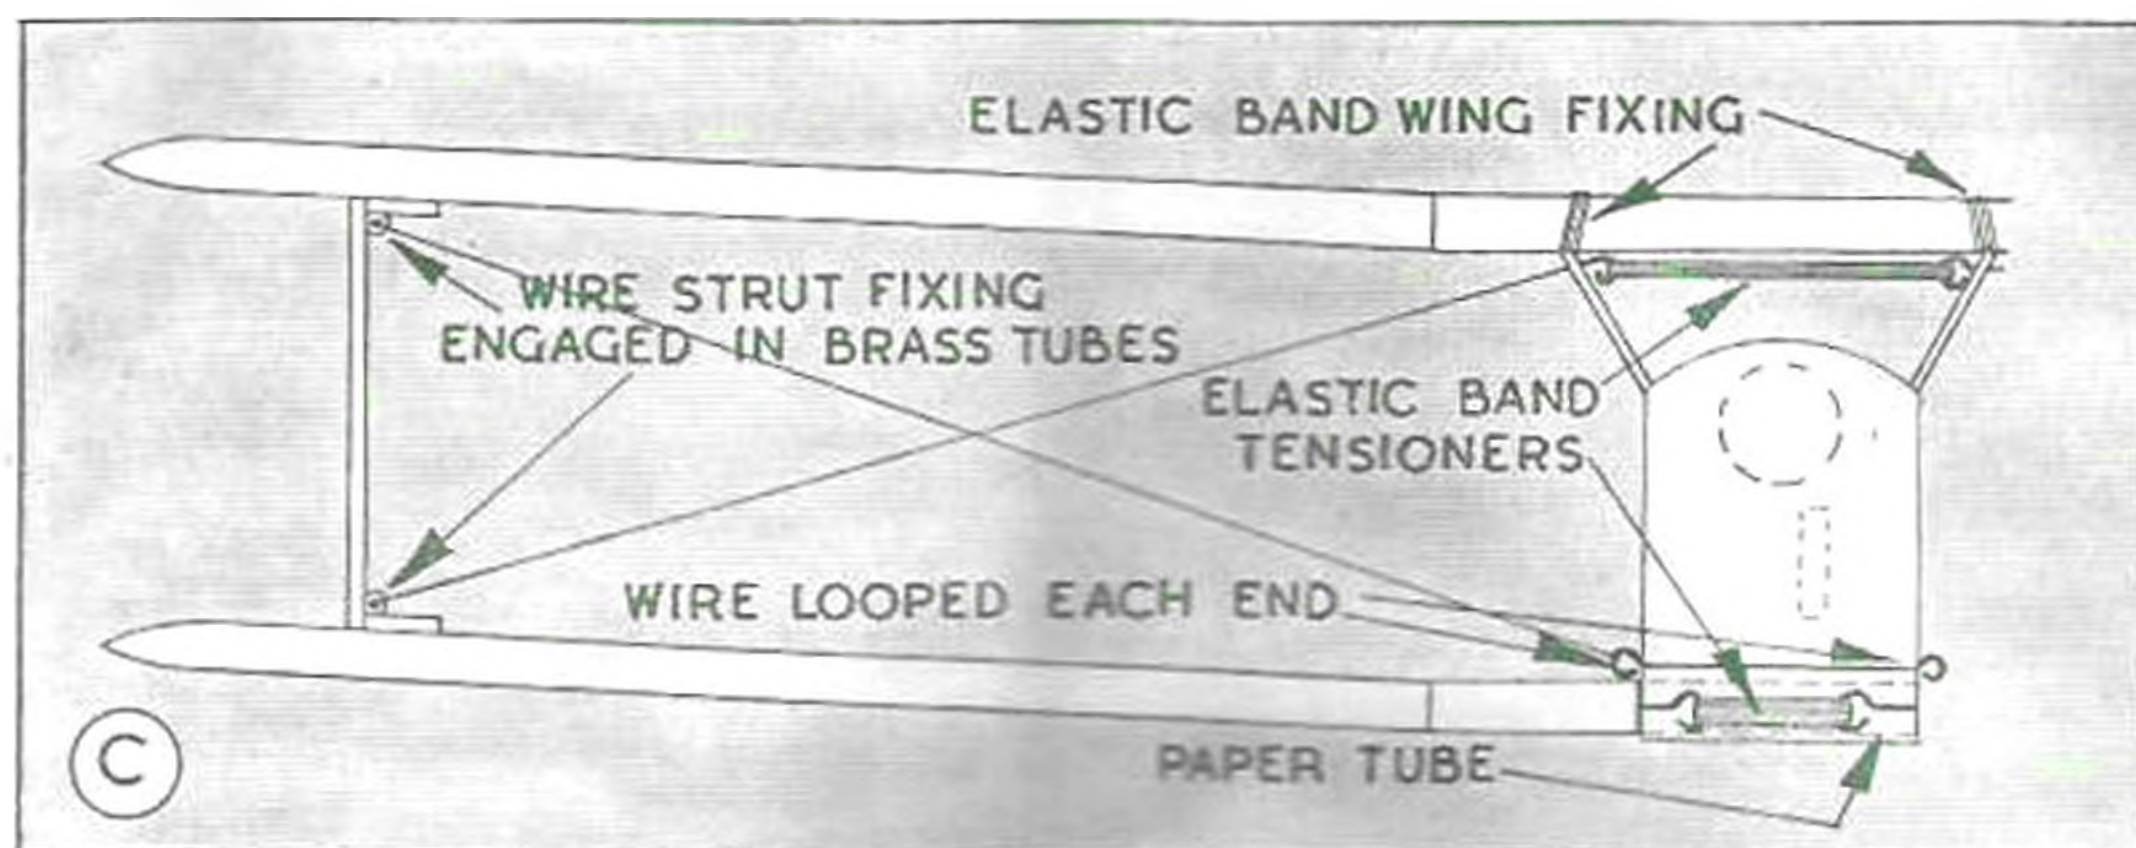 ELASTIC BAND WING FIXING
WIRE STRUT FIXING
ENGAGED IN BRASS TUBES
ELASTIC BAND
TENSIONERS
WIRE LOOPED EACH END
PAPER TUBE
C